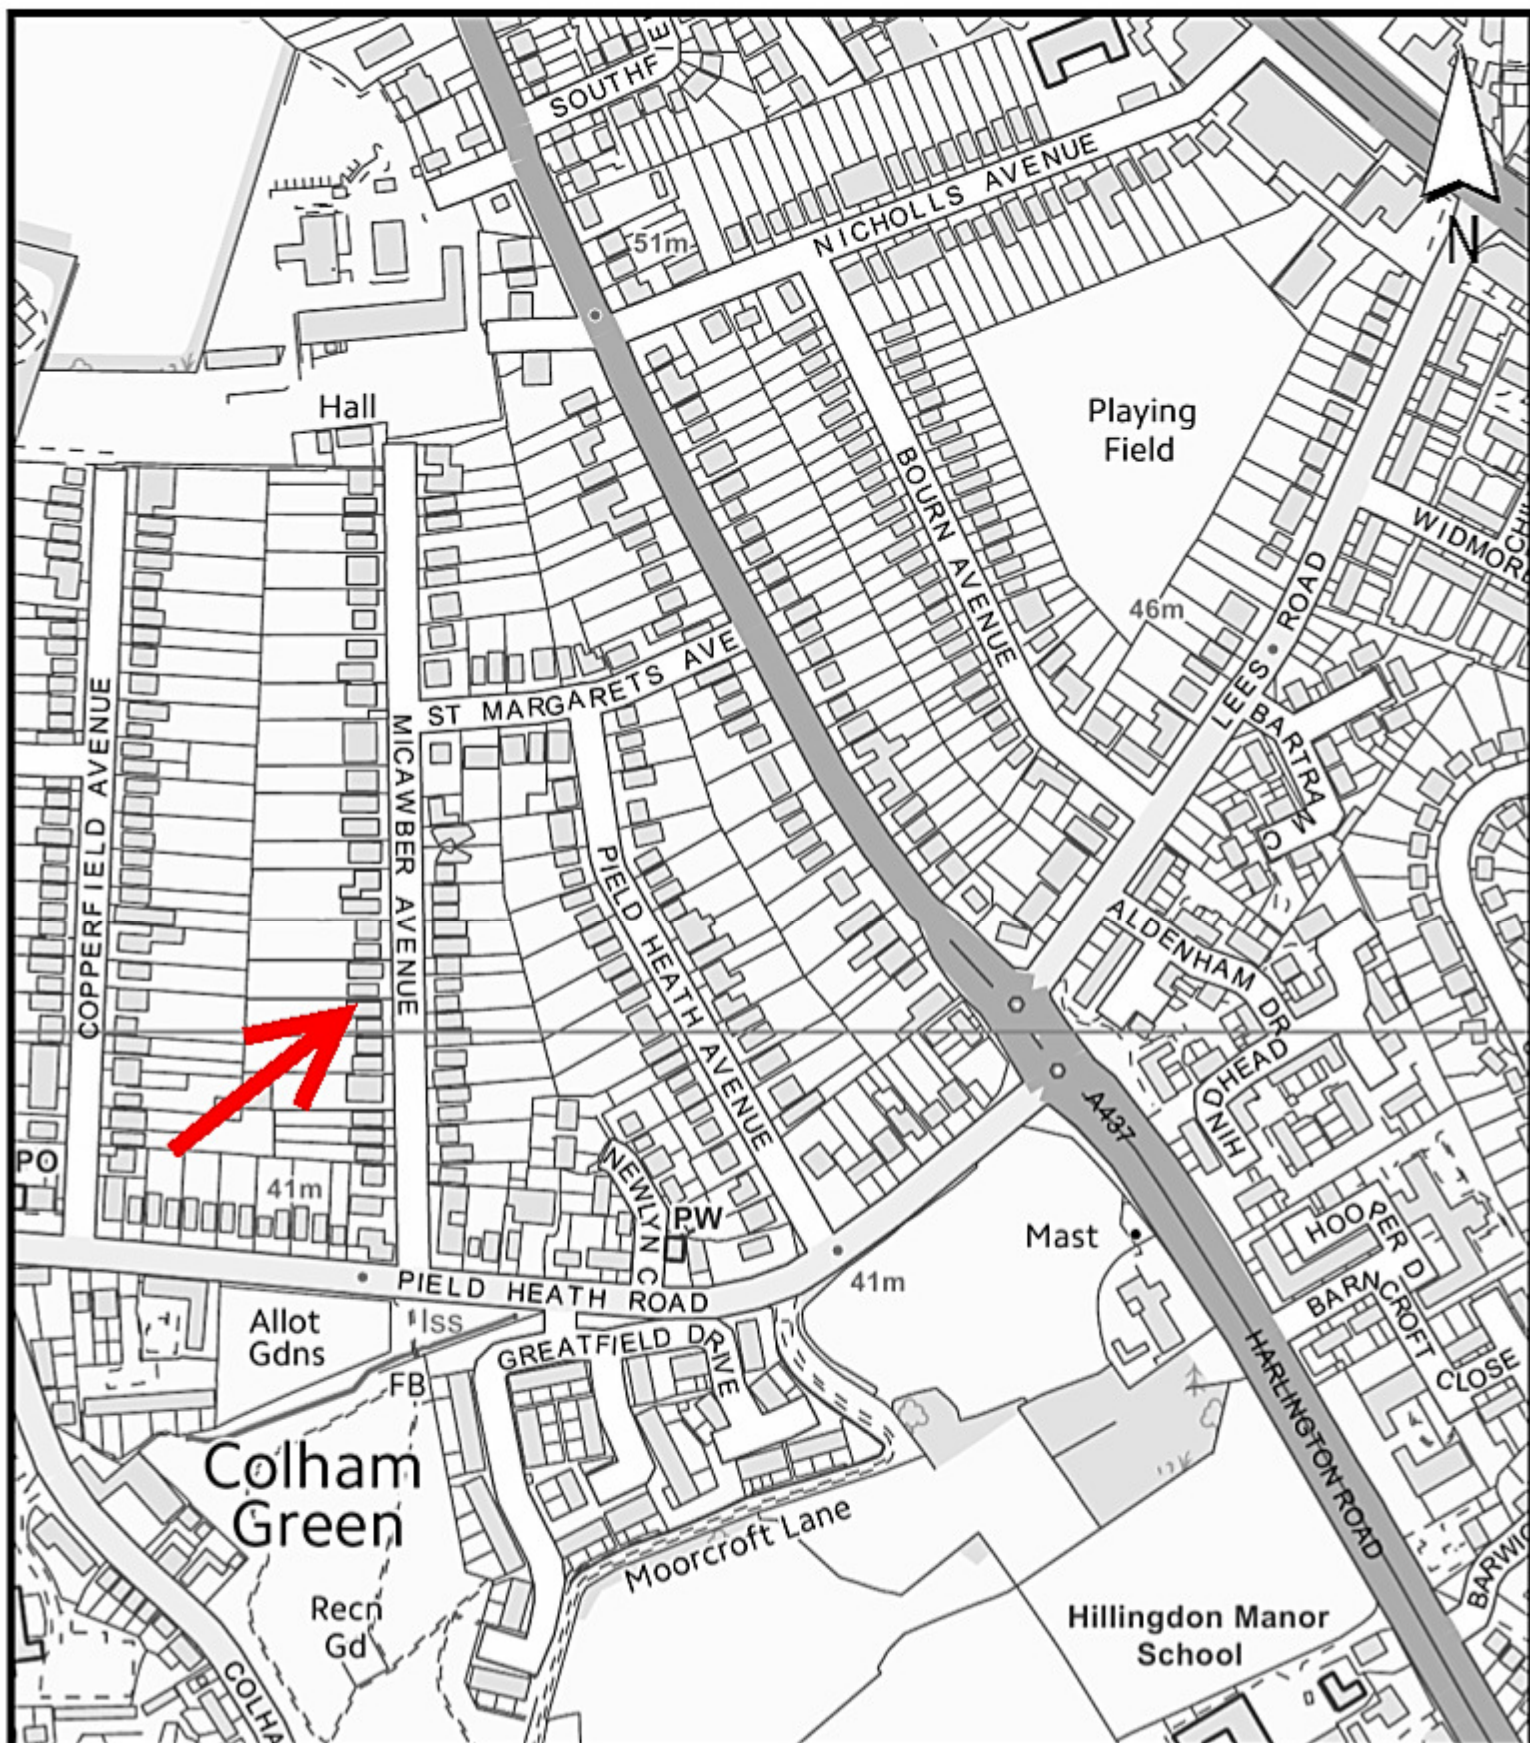 SOUTHF
IE
N
NICHOLLS AVENUE
51m
Hall
Playing
Field
BOURN AVENUE
WIDMORE
46m
LEES ROAD
ST MARGARETS AVE
BARTRAM
C
COPPERFIELD AVENUE
MICAWBER AVENUE
PIELD HEATH AVENUE
ALDENHAM DR
HINDHEAD
A437
PO
41m
NEWLYN C
PW
Mast
HOOPER D
BARNCROFT CLOSE
PIELD HEATH ROAD
41m
Allot
Gdns
Iss
GREATFIELD DRIVE
FB
HARLINGTON ROAD
Colham
Green
Moorcroft Lane
BARWIC
Recn
Gd
Hillingdon Manor
School
COLHA